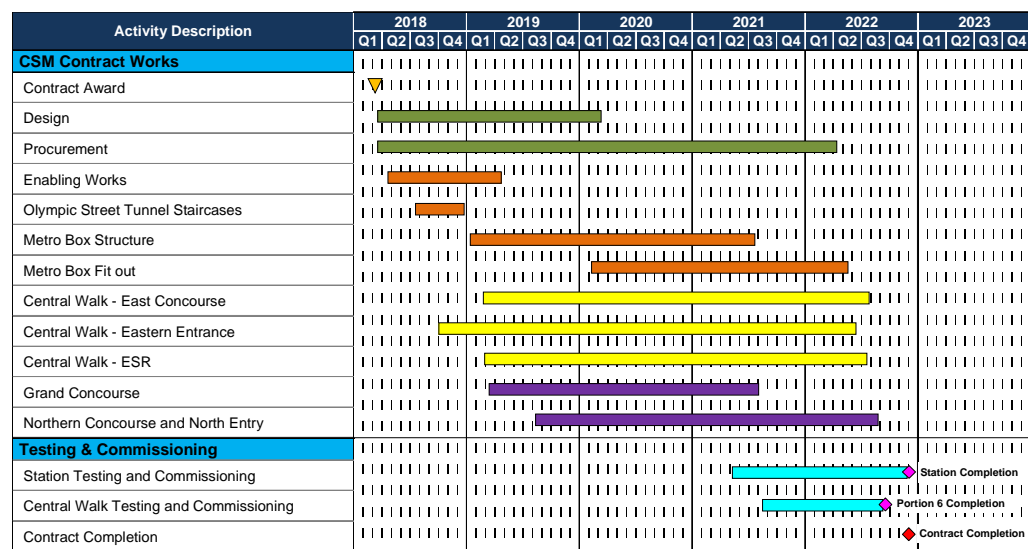 Activity Description
2018 2019 2020 2021 2022 2023
Q1 Q2 Q3 Q4 Q1 Q2 Q3 Q4 Q1 Q2 Q3 Q4 Q1 Q2 Q3 Q4 Q1 Q2 Q3 Q4 Q1 Q2 Q3 Q4
CSM Contract Works
Contract Award
Design
Procurement
Enabling Works
Olympic Street Tunnel Staircases
Metro Box Structure
Metro Box Fit out
Central Walk - East Concourse
Central Walk - Eastern Entrance
Central Walk - ESR
Grand Concourse
Northern Concourse and North Entry
Testing & Commissioning
Station Testing and Commissioning Station Completion
Central Walk Testing and Commissioning Portion 6 Completion
Contract Completion Contract Completion